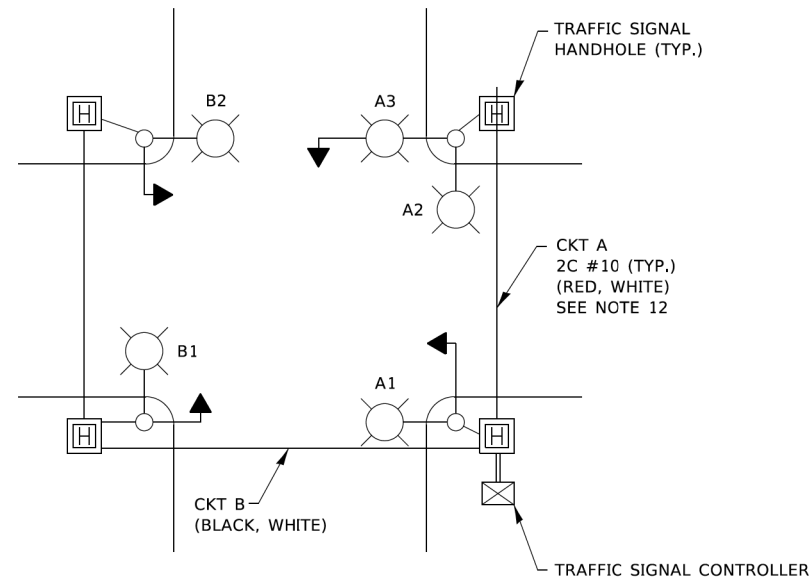 TRAFFIC SIGNAL
HANDHOLE (TYP.)
B2
A3
H
H
A2
CKT A
2C #10 (TYP.)
(RED, WHITE)
SEE NOTE 12
B1
A1
H
H
CKT B
(BLACK, WHITE)
TRAFFIC SIGNAL CONTROLLER